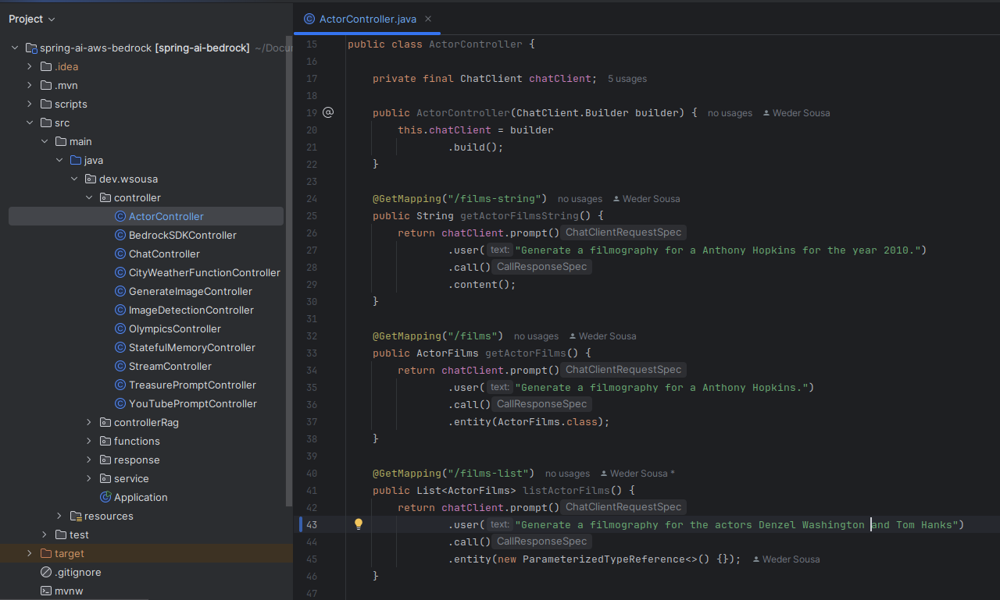 Project
ActorController.java
spring-ai-aws-bedrock [spring-ai-bedrock] ~/Docu
.idea
.mvn
scripts
src
main
java
dev.wsousa
controller
ActorController
BedrockSDKController
ChatController
CityWeatherFunctionController
GenerateImageController
ImageDetectionController
OlympicsController
StatefulMemoryController
StreamController
TreasurePromptController
YouTubePromptController
controllerRag
functions
response
service
Application
resources
test
target
.gitignore
mvnw
15 public class ActorController {
16
17 private final ChatClient chatClient; 5 usages
18
19 public ActorController(ChatClient.Builder builder) { no usages Weder Sousa
20 this.chatClient = builder
21 .build();
22 }
23
24 @GetMapping("/films-string") no usages Weder Sousa
25 public String getActorFilmsString() {
26 return chatClient.prompt() ChatClientRequestSpec
27 .user( text: "Generate a filmography for a Anthony Hopkins for the year 2010.")
28 .call() CallResponseSpec
29 .content();
30 }
31
32 @GetMapping("/films") no usages Weder Sousa
33 public ActorFilms getActorFilms() {
34 return chatClient.prompt() ChatClientRequestSpec
35 .user( text: "Generate a filmography for a Anthony Hopkins.")
36 .call() CallResponseSpec
37 .entity(ActorFilms.class);
38 }
39
40 @GetMapping("/films-list") no usages Weder Sousa *
41 public List<ActorFilms> listActorFilms() {
42 return chatClient.prompt() ChatClientRequestSpec
43 .user( text: "Generate a filmography for the actors Denzel Washington and Tom Hanks")
44 .call() CallResponseSpec
45 .entity(new ParameterizedTypeReference<>() {}); Weder Sousa
46 }
47